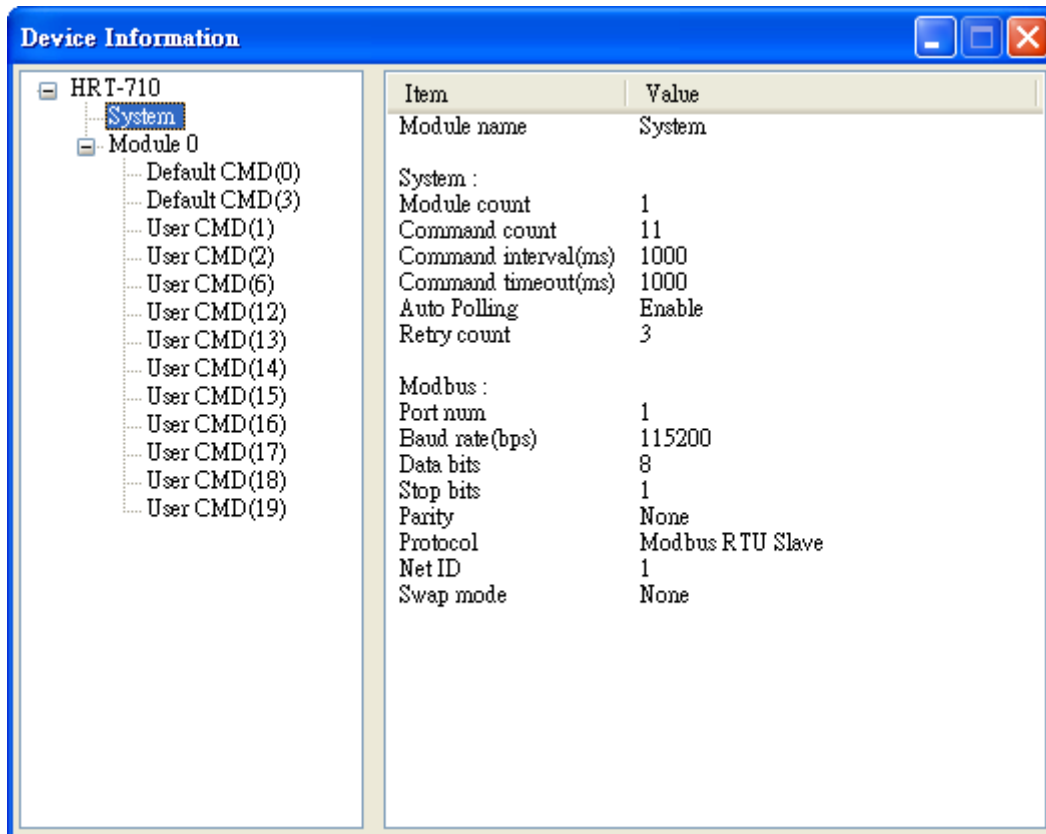 Device Information
HRT-710
System
Module 0
Default CMD(0)
Default CMD(3)
User CMD(1)
User CMD(2)
User CMD(6)
User CMD(12)
User CMD(13)
User CMD(14)
User CMD(15)
User CMD(16)
User CMD(17)
User CMD(18)
User CMD(19)
Item Value
Module name System
System :
Module count 1
Command count 11
Command interval(ms) 1000
Command timeout(ms) 1000
Auto Polling Enable
Retry count 3
Modbus :
Port num 1
Baud rate(bps) 115200
Data bits 8
Stop bits 1
Parity None
Protocol Modbus RTU Slave
Net ID 1
Swap mode None